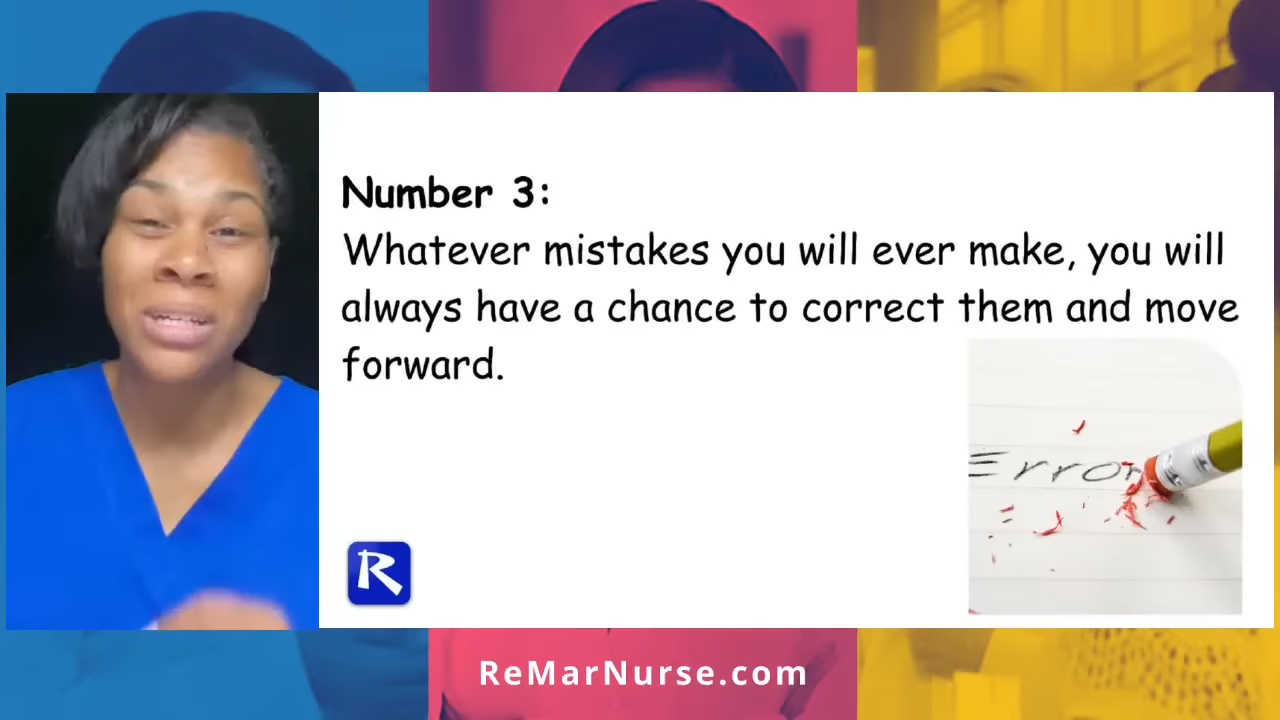 Number 3:
Whatever mistakes you will ever make, you will
always have a chance to correct them and move
forward.
Error
R
ReMarNurse.com